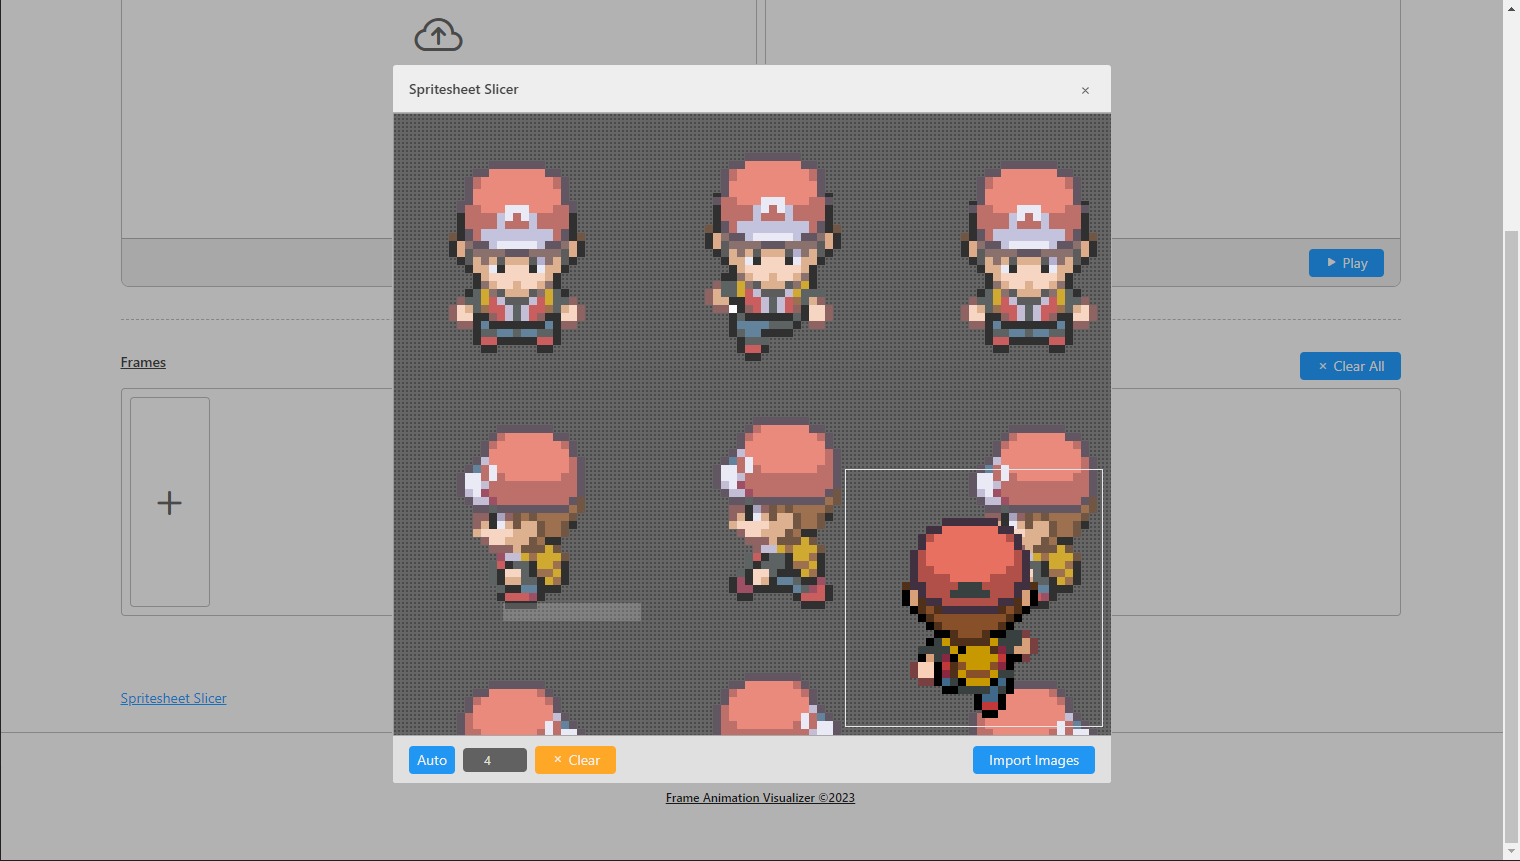 Spritesheet Slicer
×
Play
Frames
× Clear All
Spritesheet Slicer
Auto
4
× Clear
Import Images
Frame Animation Visualizer ©2023